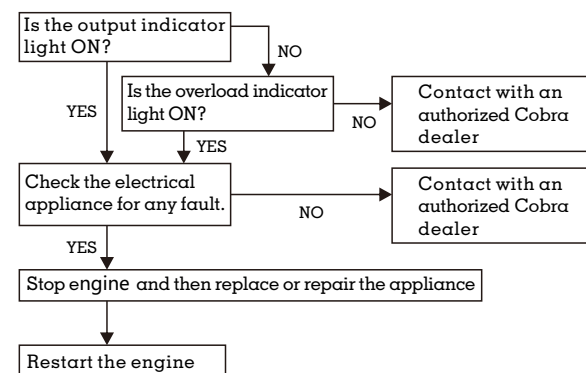 Is the output indicator
light ON?
NO
Is the overload indicator
light ON?
YES
NO
Contact with an
authorized Cobra
dealer
YES
Check the electrical
appliance for any fault.
NO
Contact with an
authorized Cobra
dealer
YES
Stop engine and then replace or repair the appliance
Restart the engine